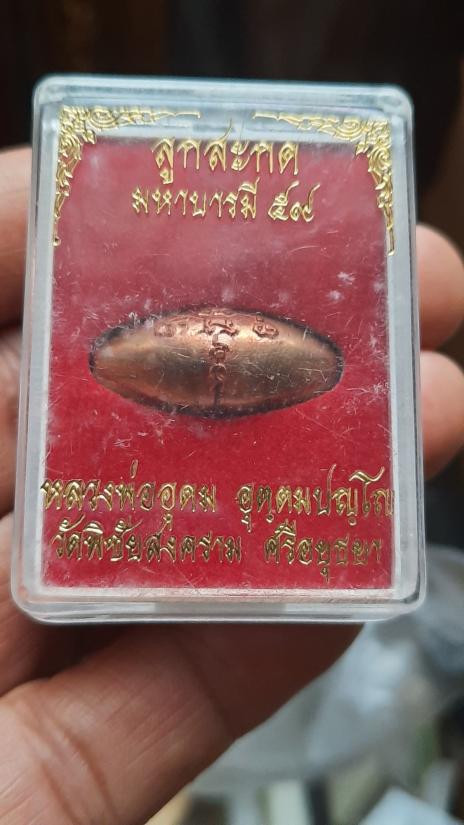 ลูกสะกด
มหาบารมี ๕๙
หลวงพ่ออุดม อุตฺตมปญฺโญ
วัดพิชัยสงคราม ศรีอยุธยา